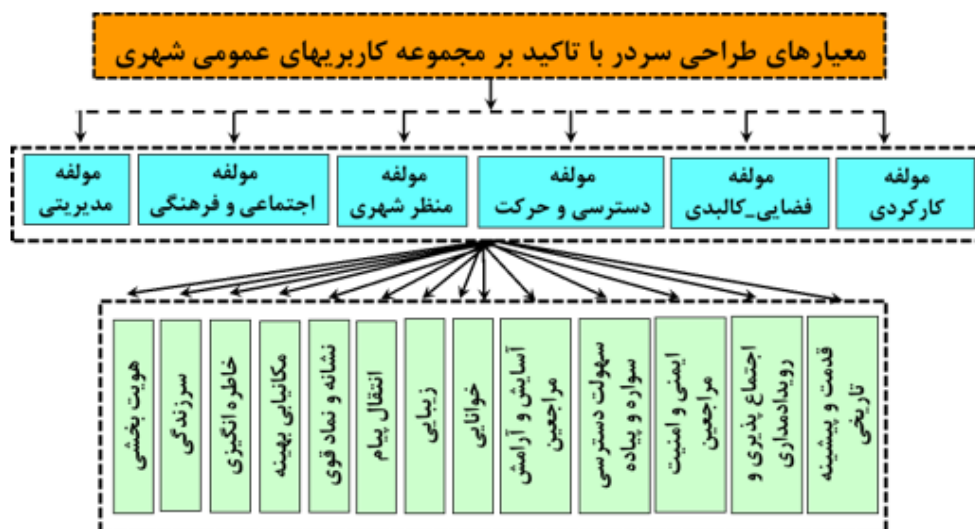 معیارهای طراحی سردر با تاکید بر مجموعه کاربریهای عمومی شهری
مولفه
کارکردی
مولفه
فضایی_کالبدی
مولفه
دسترسی و حرکت
مولفه
منظر شهری
مولفه
اجتماعی و فرهنگی
مولفه
مدیریتی
قدمت و پیشینه
تاریخی
اجتماع پذیری و
رویدادمداری
ایمنی و امنیت
مراجعین
سهولت دسترسی
سواره و پیاده
آسایش و آرامش
مراجعین
خوانایی
زیبایی
انتقال پیام
نشانه و نماد قوی
مکانیابی بهینه
خاطره انگیزی
سرزندگی
هویت بخشی